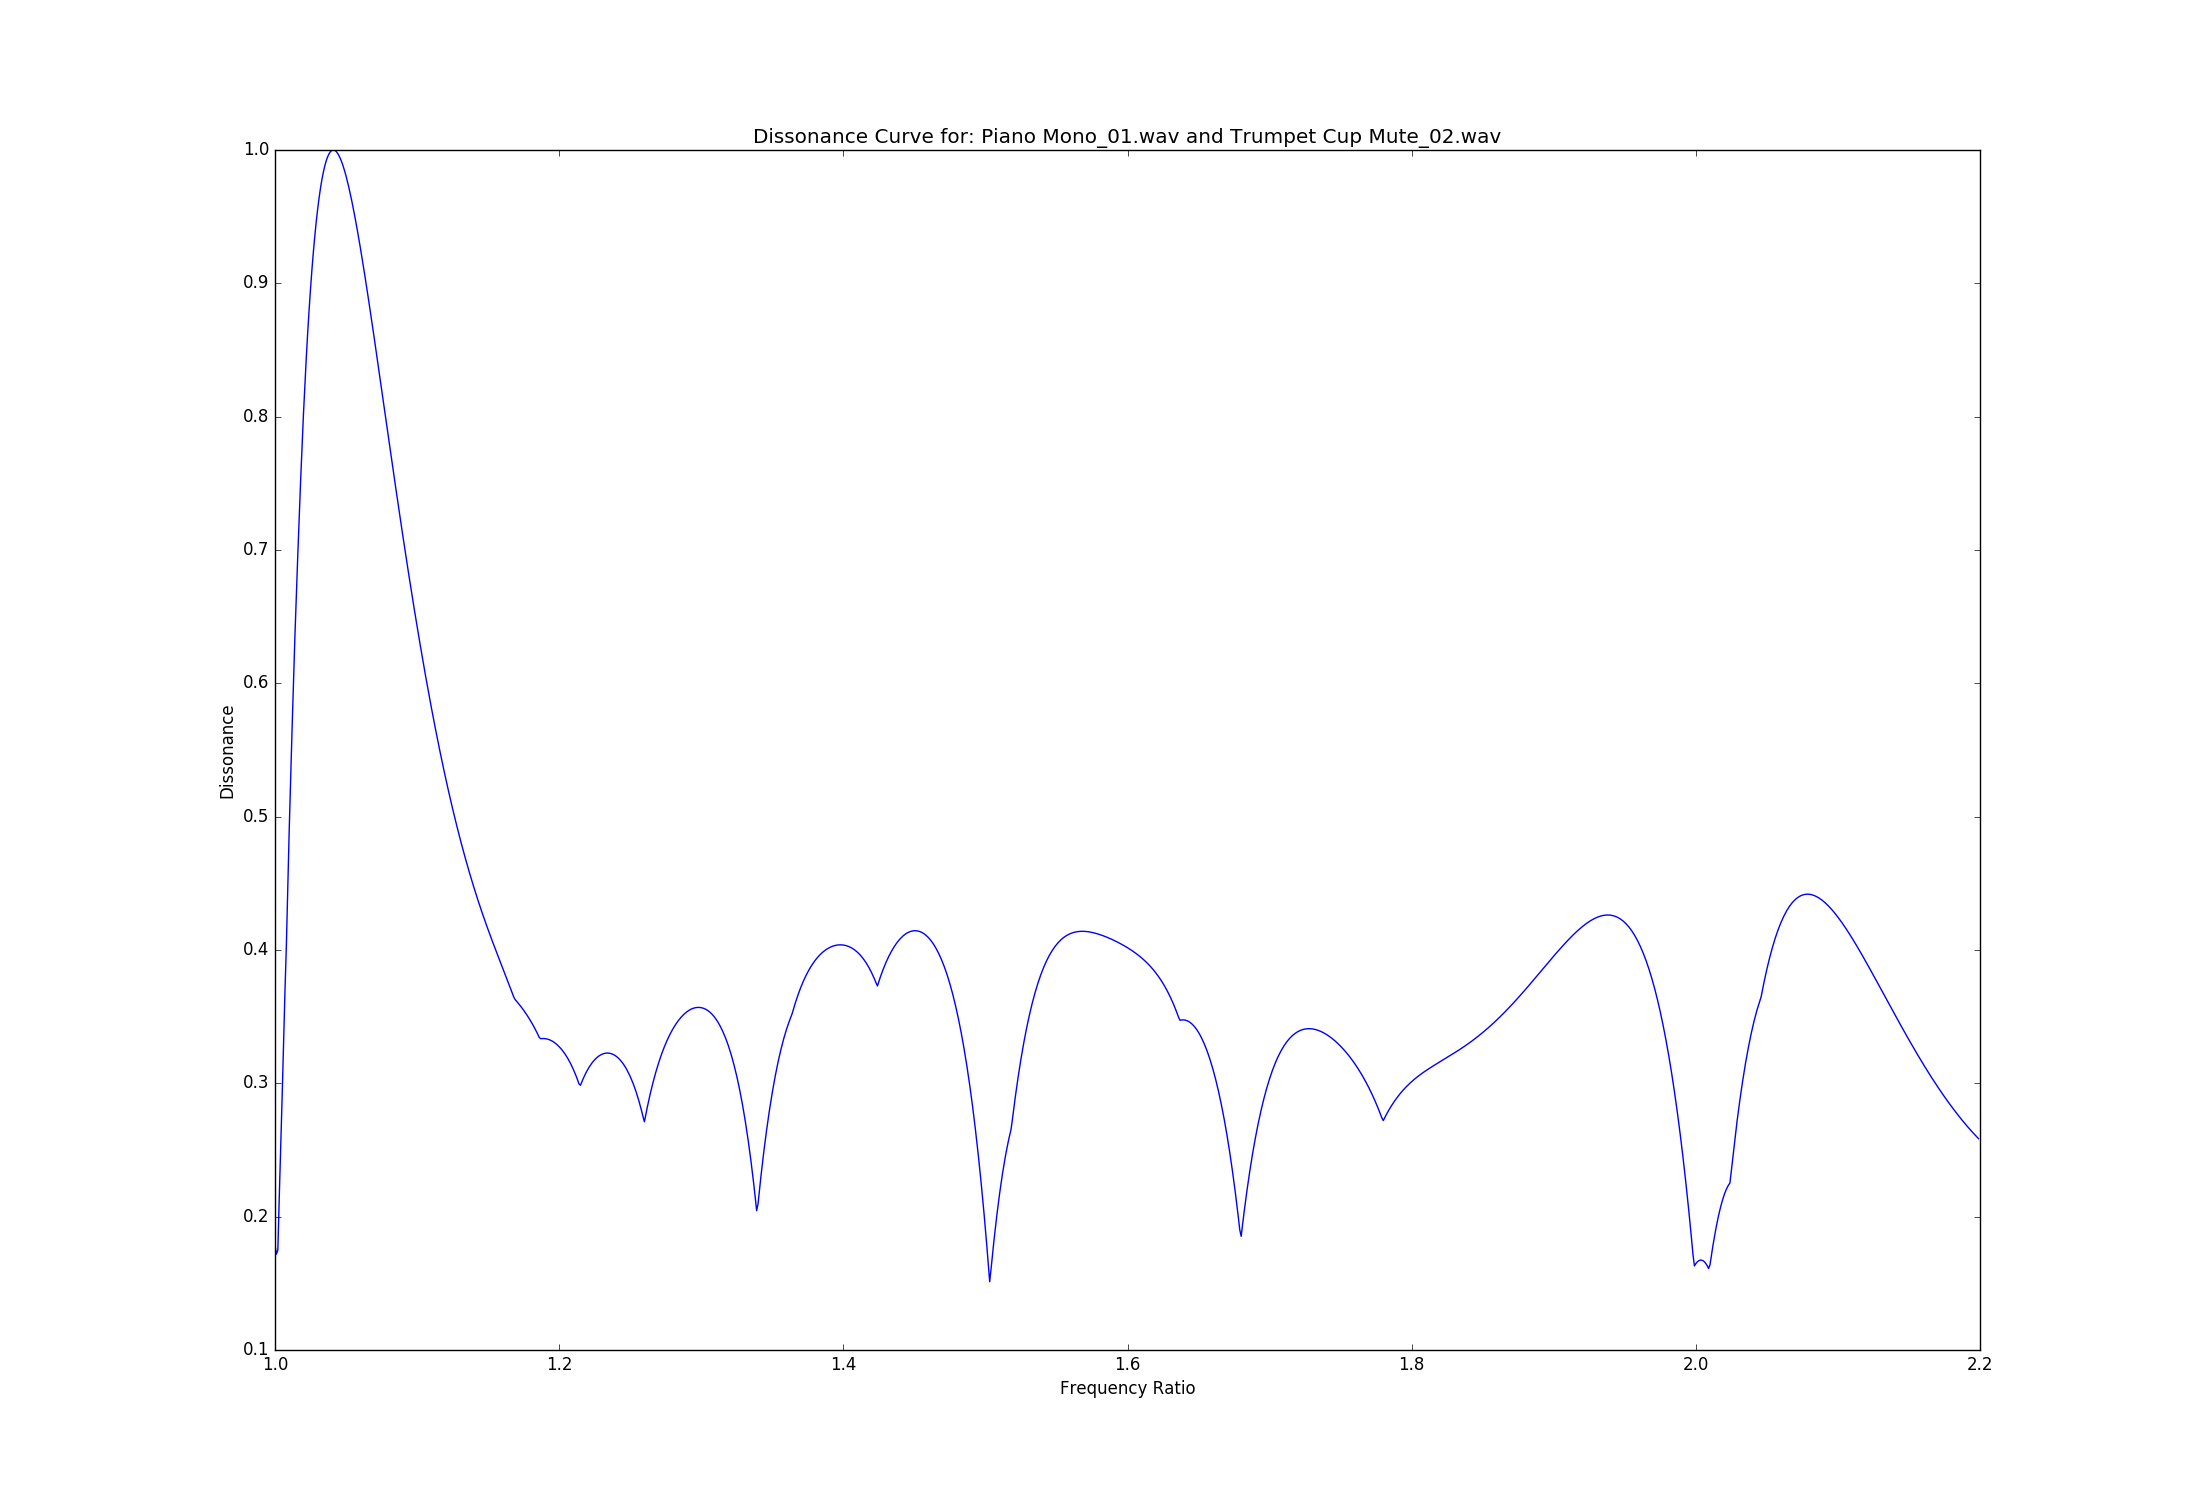 Dissonance Curve for: Piano Mono_01.wav and Trumpet Cup Mute_02.wav
1.0
0.9
0.8
0.7
0.6
0.5
0.4
0.3
0.2
0.1
Dissonance
1.0 1.2 1.4 1.6 1.8 2.0 2.2
Frequency Ratio